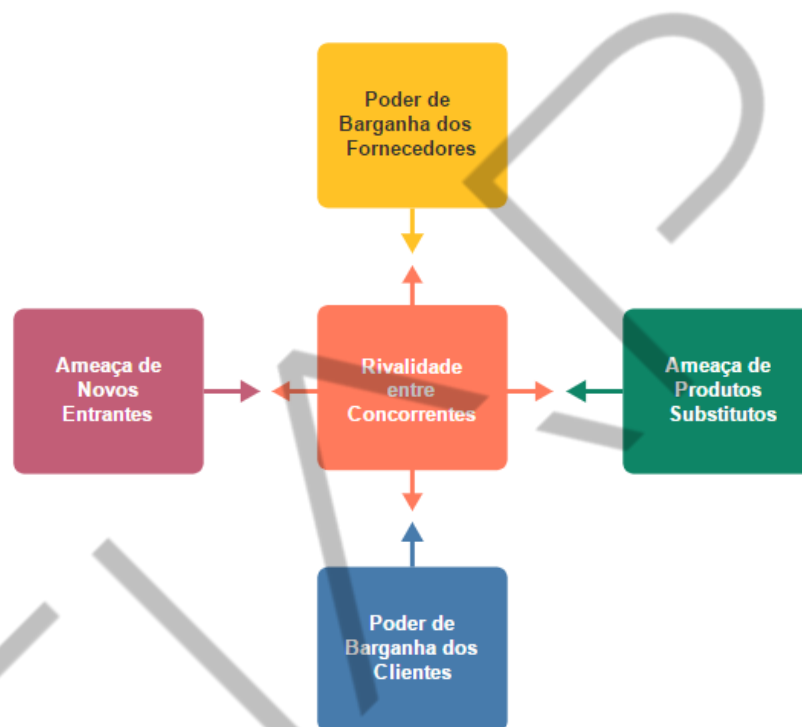 Poder de
Barganha dos
Fornecedores
Ameaça de
Novos
Entrantes
Rivalidade
entre
Concorrentes
Ameaça de
Produtos
Substitutos
Poder de
Barganha dos
Clientes